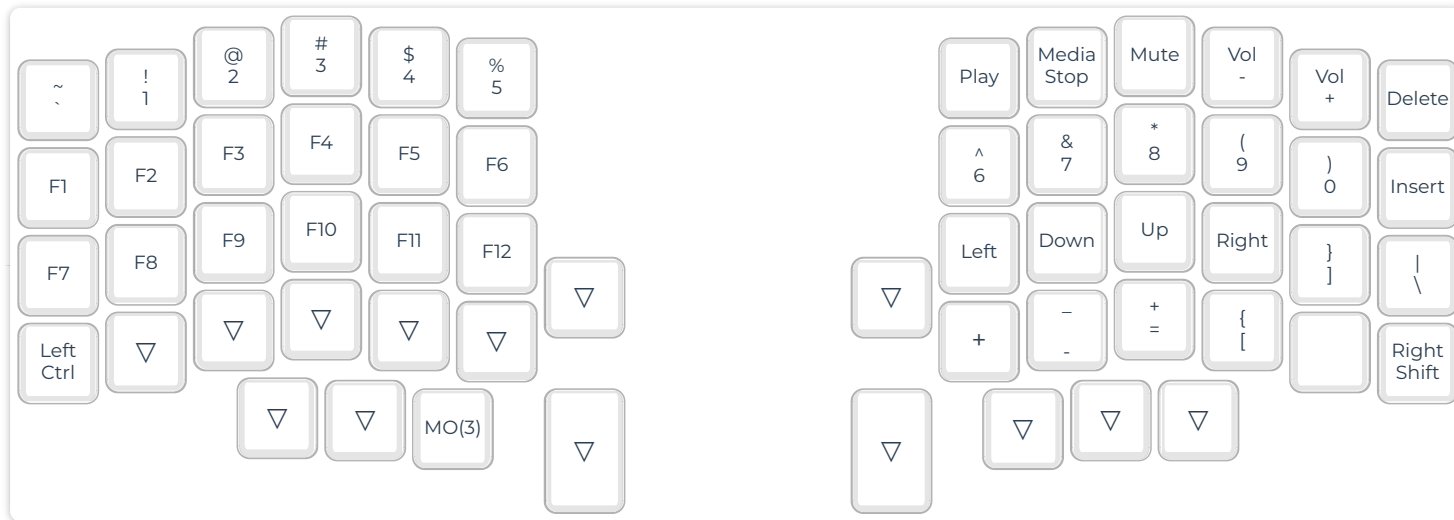 ~
`
!
1
@
2
#
3
$
4
%
5
Play
Media
Stop
Mute
Vol
-
Vol
+
Delete
F1
F2
F3
F4
F5
F6
^
6
&
7
*
8
(
9
)
0
Insert
F7
F8
F9
F10
F11
F12
▽
▽
Left
Down
Up
Right
}
]
|
\
Left
Ctrl
▽
▽
▽
▽
▽
+
_
-
+
=
{
[
Right
Shift
▽
▽
MO(3)
▽
▽
▽
▽
▽